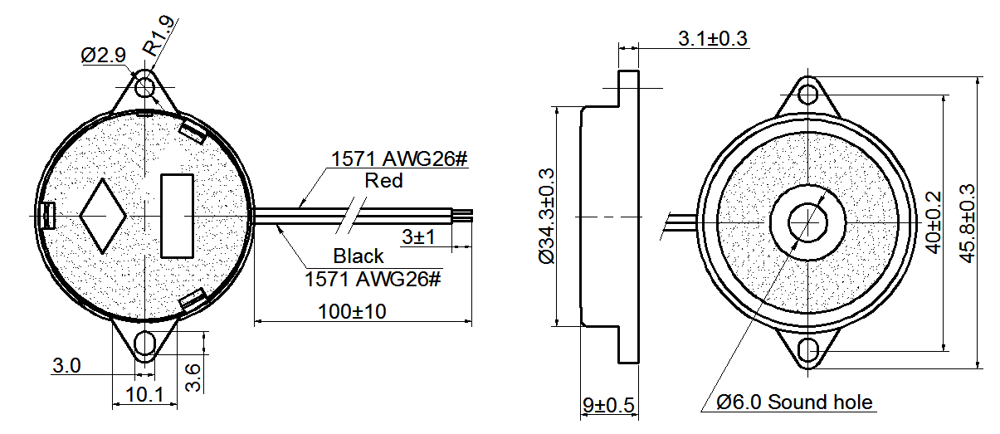 R1.9
Ø2.9
1571 AWG26#
Red
3±1
Black
1571 AWG26#
100±10
3.0
3.6
10.1
3.1±0.3
Ø34.3±0.3
9±0.5
40±0.2
45.8±0.3
Ø6.0 Sound hole